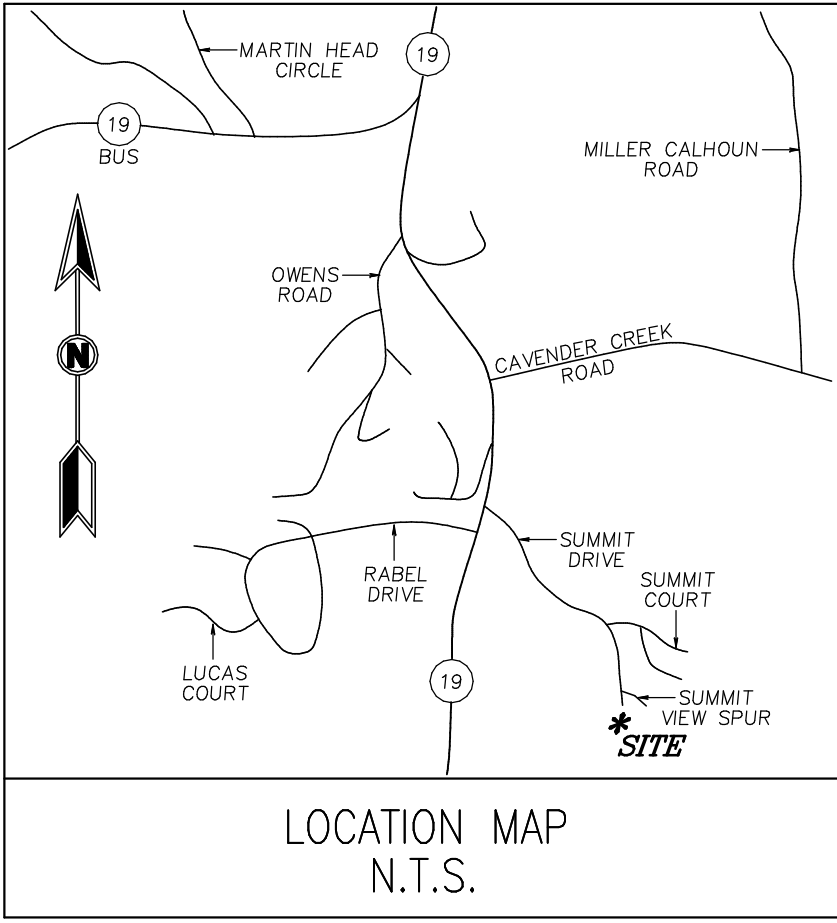 MARTIN HEAD
CIRCLE
19
19
BUS
MILLER CALHOUN
ROAD
OWENS
ROAD
N
CAVENDER CREEK
ROAD
SUMMIT
DRIVE
RABEL
DRIVE
SUMMIT
COURT
LUCAS
COURT
19
SUMMIT
VIEW SPUR
* SITE
LOCATION MAP
N.T.S.